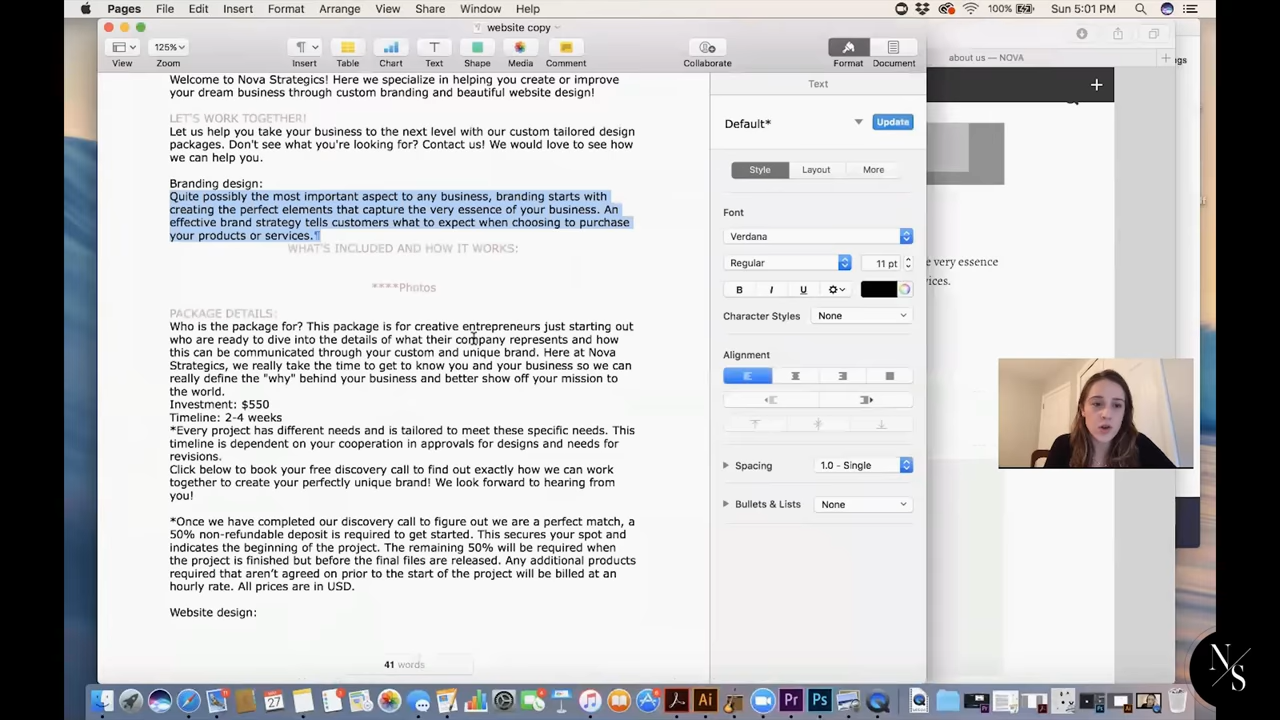 Pages File Edit Insert Format Arrange View Share Window Help 100% Sun 5:01 PM
website copy
125%
View Zoom Insert Table Chart Text Shape Media Comment Collaborate Format Document
about us — NOVA
Text
Welcome to Nova Strategics! Here we specialize in helping you create or improve
your dream business through custom branding and beautiful website design!
LET'S WORK TOGETHER!
Let us help you take your business to the next level with our custom tailored design
packages. Don't see what you're looking for? Contact us! We would love to see how
we can help you.
Branding design:
Quite possibly the most important aspect to any business, branding starts with
creating the perfect elements that capture the very essence of your business. An
effective brand strategy tells customers what to expect when choosing to purchase
your products or services.
WHAT'S INCLUDED AND HOW IT WORKS:
****Photos
PACKAGE DETAILS:
Who is the package for? This package is for creative entrepreneurs just starting out
who are ready to dive into the details of what their company represents and how
this can be communicated through your custom and unique brand. Here at Nova
Strategics, we really take the time to get to know you and your business so we can
really define the "why" behind your business and better show off your mission to
the world.
Investment: $550
Timeline: 2-4 weeks
*Every project has different needs and is tailored to meet these specific needs. This
timeline is dependent on your cooperation in approvals for designs and needs for
revisions.
Click below to book your free discovery call to find out exactly how we can work
together to create your perfectly unique brand! We look forward to hearing from
you!
*Once we have completed our discovery call to figure out we are a perfect match, a
50% non-refundable deposit is required to get started. This secures your spot and
indicates the beginning of the project. The remaining 50% will be required when
the project is finished but before the final files are released. Any additional products
required that aren't agreed on prior to the start of the project will be billed at an
hourly rate. All prices are in USD.
Website design:
41 words
Default*
Update
Style Layout More
Font
Verdana
Regular 11 pt
B I U
Character Styles None
Alignment
Spacing 1.0 - Single
Bullets & Lists None
e very essence
vices.
27
Ai Pr Ps
N/S